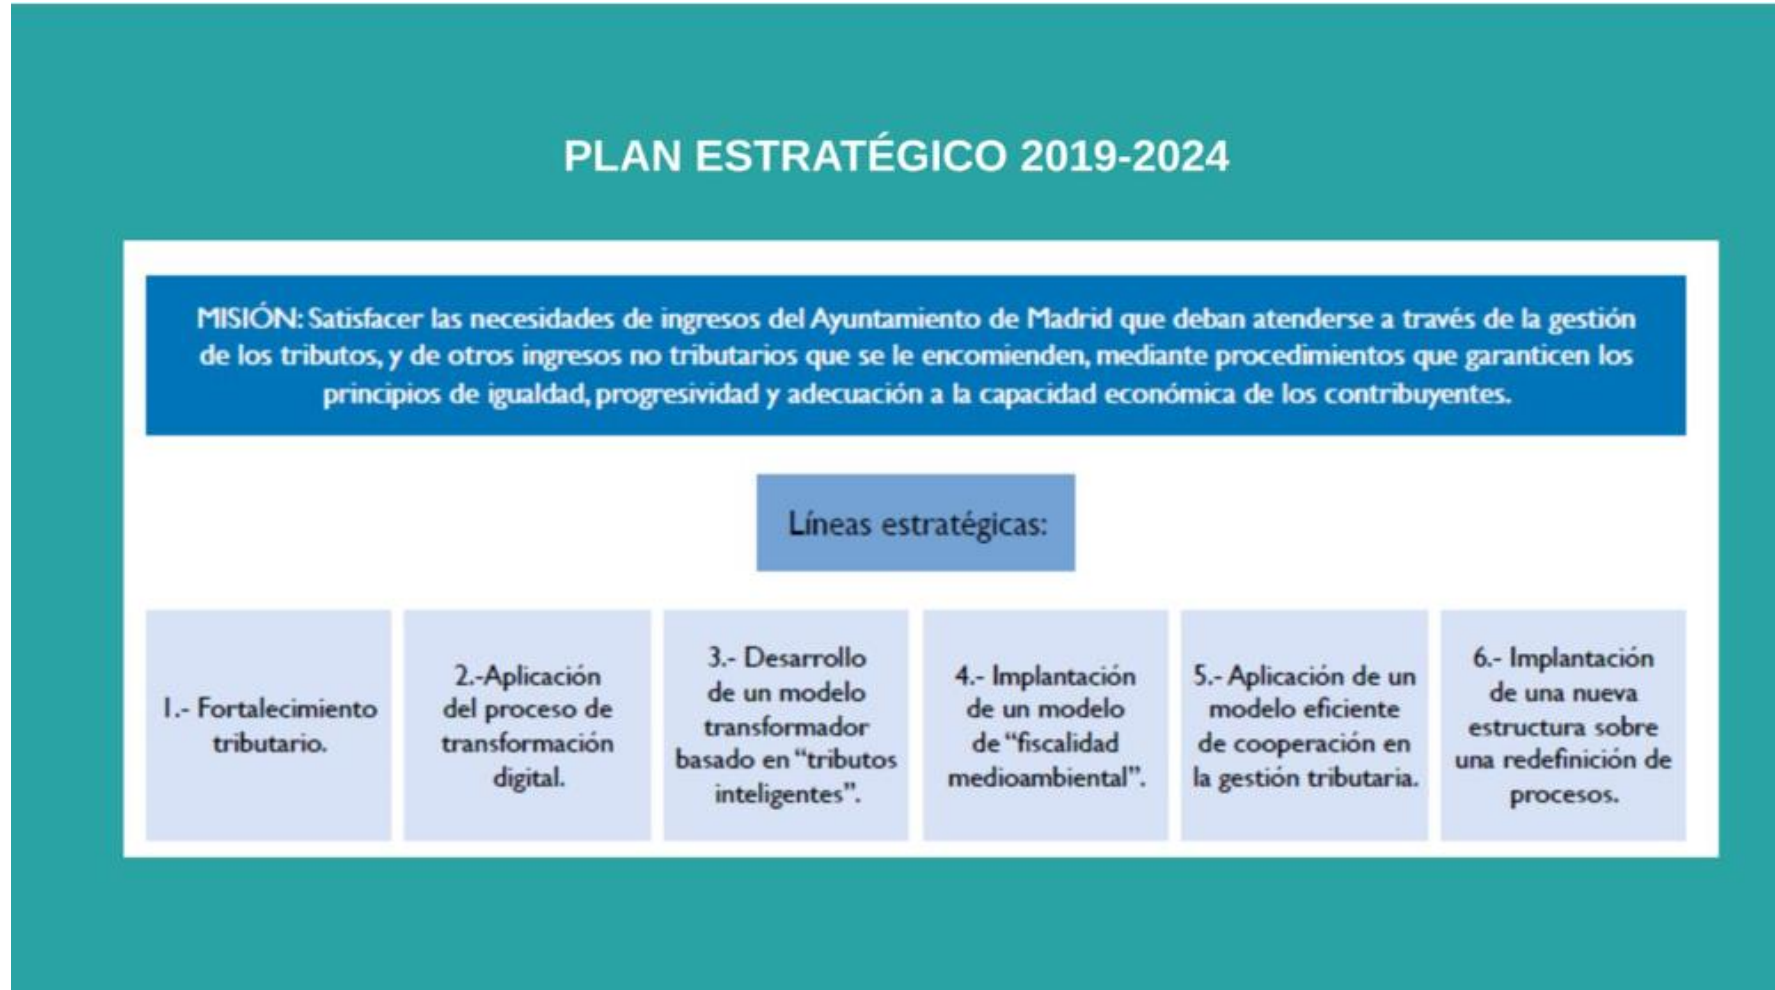 PLAN ESTRATÉGICO 2019-2024
MISIÓN: Satisfacer las necesidades de ingresos del Ayuntamiento de Madrid que deban atenderse a través de la gestión
de los tributos, y de otros ingresos no tributarios que se le encomienden, mediante procedimientos que garanticen los
principios de igualdad, progresividad y adecuación a la capacidad económica de los contribuyentes.
Líneas estratégicas:
1.- Fortalecimiento
tributario.
2.-Aplicación
del proceso de
transformación
digital.
3.- Desarrollo
de un modelo
transformador
basado en “tributos
inteligentes”.
4.- Implantación
de un modelo
de “fiscalidad
medioambiental”.
5.- Aplicación de un
modelo eficiente
de cooperación en
la gestión tributaria.
6.- Implantación
de una nueva
estructura sobre
una redefinición de
procesos.